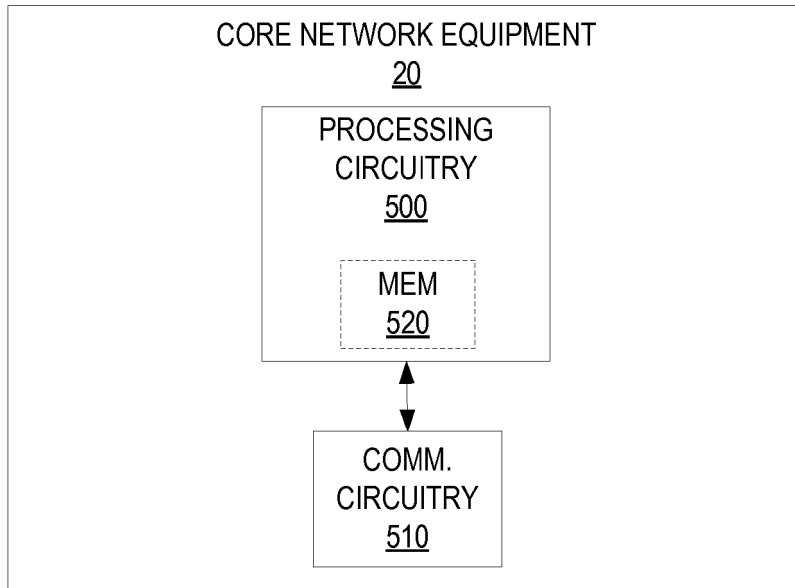 CORE NETWORK EQUIPMENT
20
PROCESSING
CIRCUITRY
500
MEM
520
COMM.
CIRCUITRY
510